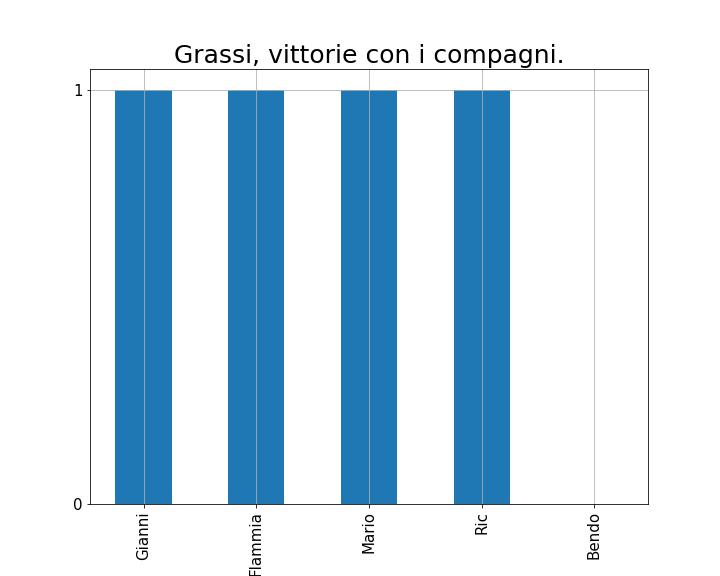 Grassi, vittorie con i compagni.
1
0
Gianni
Flammia
Mario
Ric
Bendo